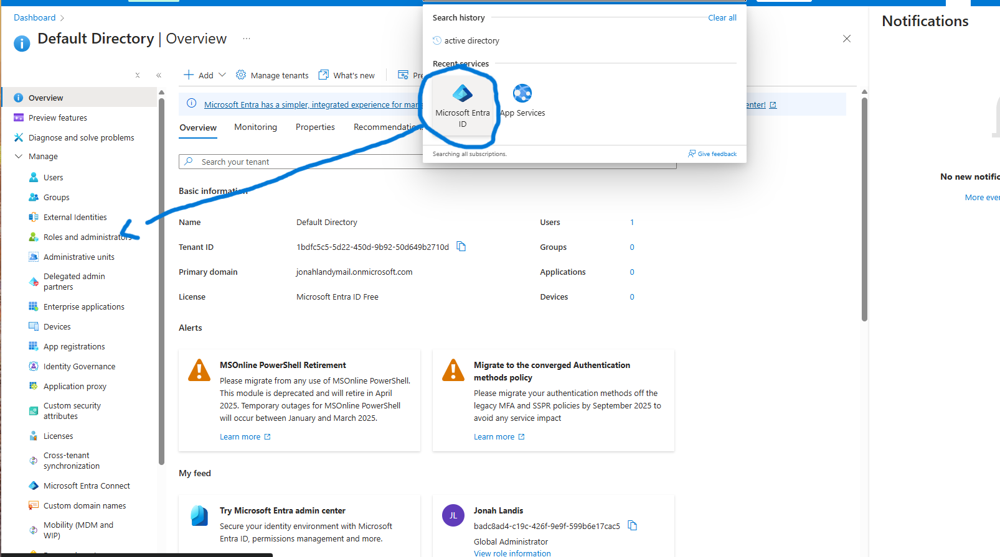 Dashboard
Default Directory | Overview
Search history
Clear all
active directory
Recent services
Microsoft Entra
ID
App Services
Searching all subscriptions.
Give feedback
Notifications
No new notific
More ever
Add
Manage tenants
What's new
Pre
Microsoft Entra has a simpler, integrated experience for man
enter!
Overview
Monitoring
Properties
Recommendation
Search your tenant
Overview
Preview features
Diagnose and solve problems
Manage
Users
Groups
External Identities
Roles and administrators
Administrative units
Delegated admin
partners
Enterprise applications
Devices
App registrations
Identity Governance
Application proxy
Custom security
attributes
Licenses
Cross-tenant
synchronization
Microsoft Entra Connect
Custom domain names
Mobility (MDM and
WIP)
Basic information
Name
Default Directory
Users
1
Tenant ID
1bdfc5c5-5d22-450d-9b92-50d649b2710d
Groups
0
Primary domain
jonahlandymail.onmicrosoft.com
Applications
0
License
Microsoft Entra ID Free
Devices
0
Alerts
MSOnline PowerShell Retirement
Please migrate from any use of MSOnline PowerShell.
This module is deprecated and will retire in April
2025. Temporary outages for MSOnline PowerShell
will occur between January and March 2025.
Learn more
Migrate to the converged Authentication
methods policy
Please migrate your authentication methods off the
legacy MFA and SSPR policies by September 2025 to
avoid any service impact
Learn more
My feed
Try Microsoft Entra admin center
Secure your identity environment with Microsoft
Entra ID, permissions management and more.
JL
Jonah Landis
badc8ad4-c19c-426f-9e9f-599b6e17cac5
Global Administrator
View role information